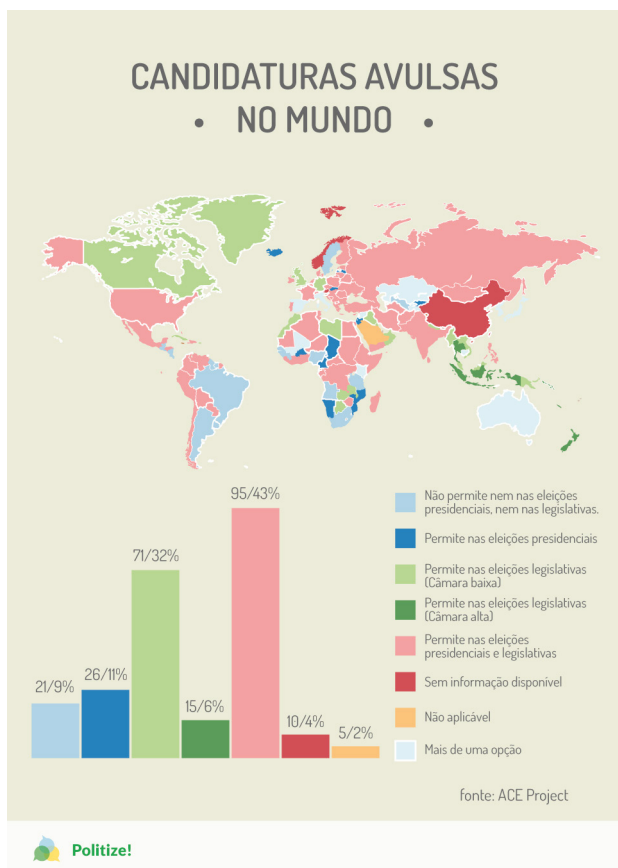 CANDIDATURAS AVULSAS
• NO MUNDO •
95/43%
71/32%
26/11%
21/9%
15/6%
10/4%
5/2%
Não permite nem nas eleições
presidenciais, nem nas legislativas.
Permite nas eleições presidenciais
Permite nas eleições legislativas
(Câmara baixa)
Permite nas eleições legislativas
(Câmara alta)
Permite nas eleições
presidenciais e legislativas
Sem informação disponível
Não aplicável
Mais de uma opção
fonte: ACE Project
Politize!